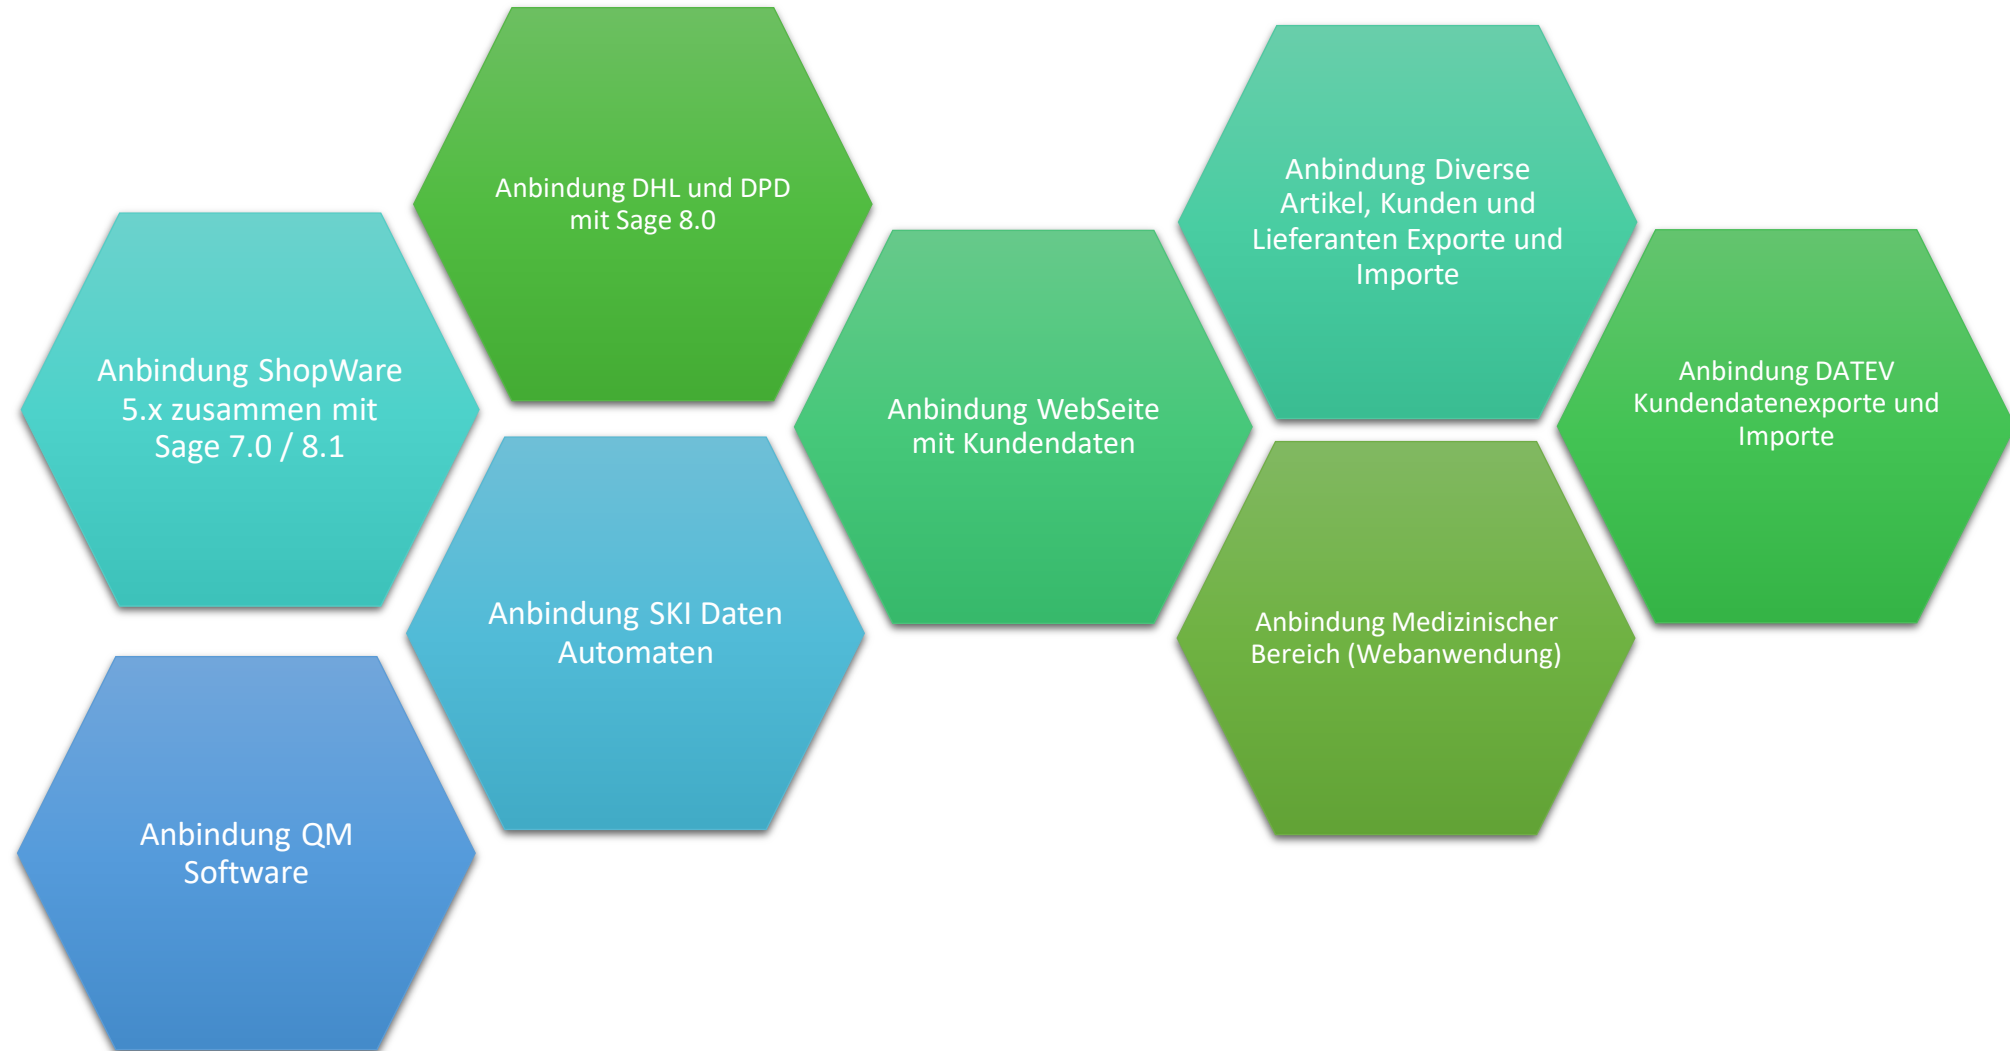 Anbindung DHL und DPD
mit Sage 8.0
Anbindung Diverse
Artikel, Kunden und
Lieferanten Exporte und
Importe
Anbindung ShopWare
5.x zusammen mit
Sage 7.0 / 8.1
Anbindung WebSeite
mit Kundendaten
Anbindung DATEV
Kundendatenexporte und
Importe
Anbindung SKI Daten
Automaten
Anbindung Medizinischer
Bereich (Webanwendung)
Anbindung QM
Software